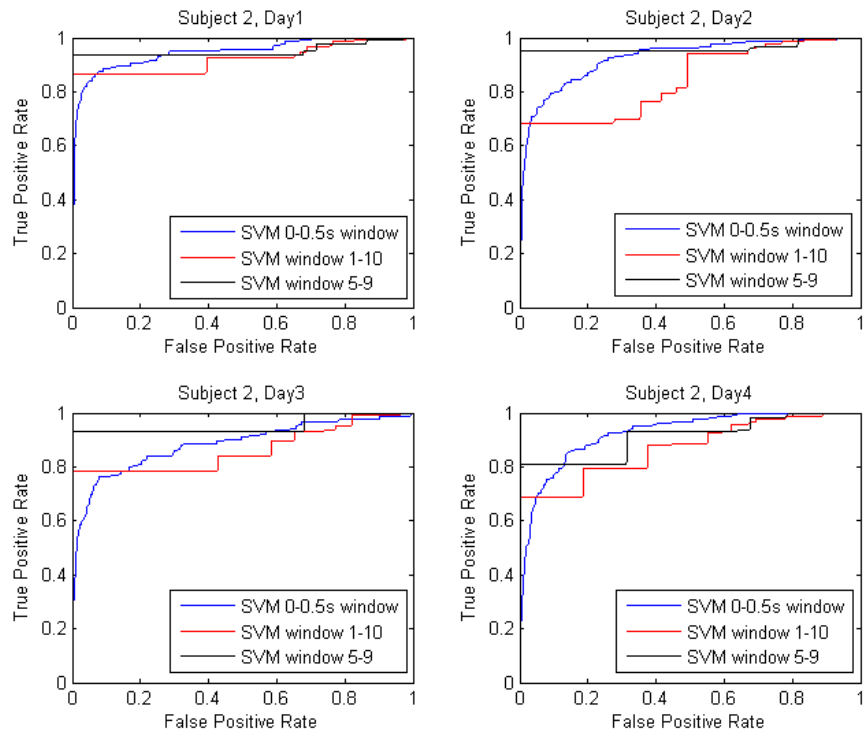 Subject 2, Day1
1
0.8
0.6
0.4
0.2
0
True Positive Rate
SVM 0-0.5s window
SVM window 1-10
SVM window 5-9
0 0.2 0.4 0.6 0.8 1
False Positive Rate
Subject 2, Day2
1
0.8
0.6
0.4
0.2
0
True Positive Rate
SVM 0-0.5s window
SVM window 1-10
SVM window 5-9
0 0.2 0.4 0.6 0.8 1
False Positive Rate
Subject 2, Day3
1
0.8
0.6
0.4
0.2
0
True Positive Rate
SVM 0-0.5s window
SVM window 1-10
SVM window 5-9
0 0.2 0.4 0.6 0.8 1
False Positive Rate
Subject 2, Day4
1
0.8
0.6
0.4
0.2
0
True Positive Rate
SVM 0-0.5s window
SVM window 1-10
SVM window 5-9
0 0.2 0.4 0.6 0.8 1
False Positive Rate